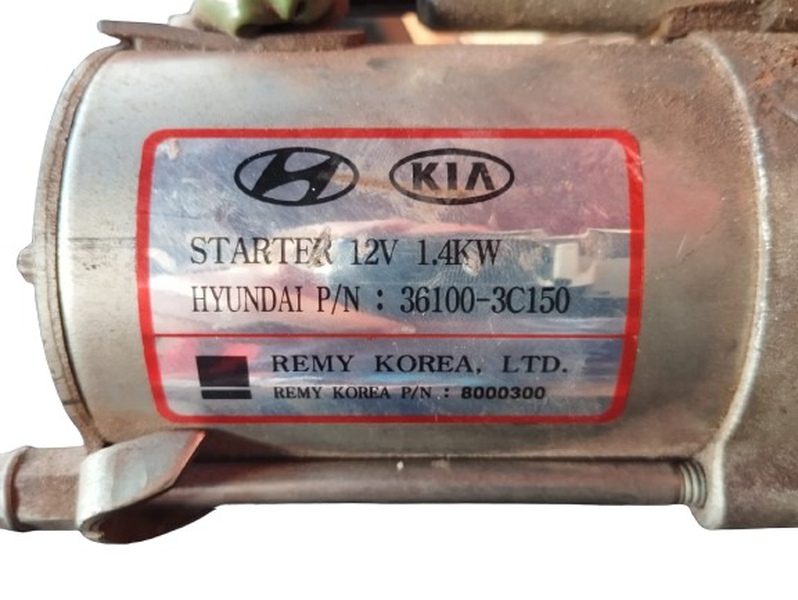 KIA
STARTER 12V 1.4KW
HYUNDAI P/N : 36100-3C150
REMY KOREA, LTD.
REMY KOREA P/N : 8000300